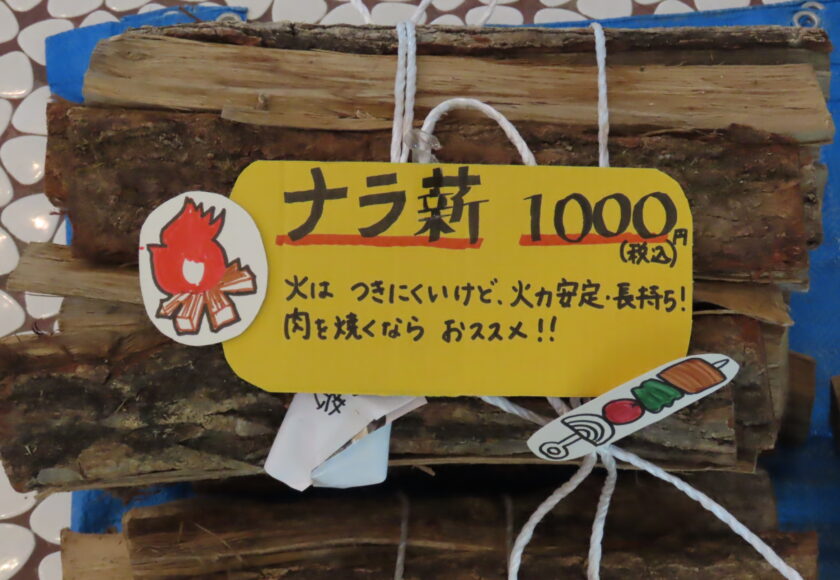 ナラ薪 1000円
(税込)
火は つきにくいけど、火力安定・長持ち!
肉を焼くなら おススメ!!